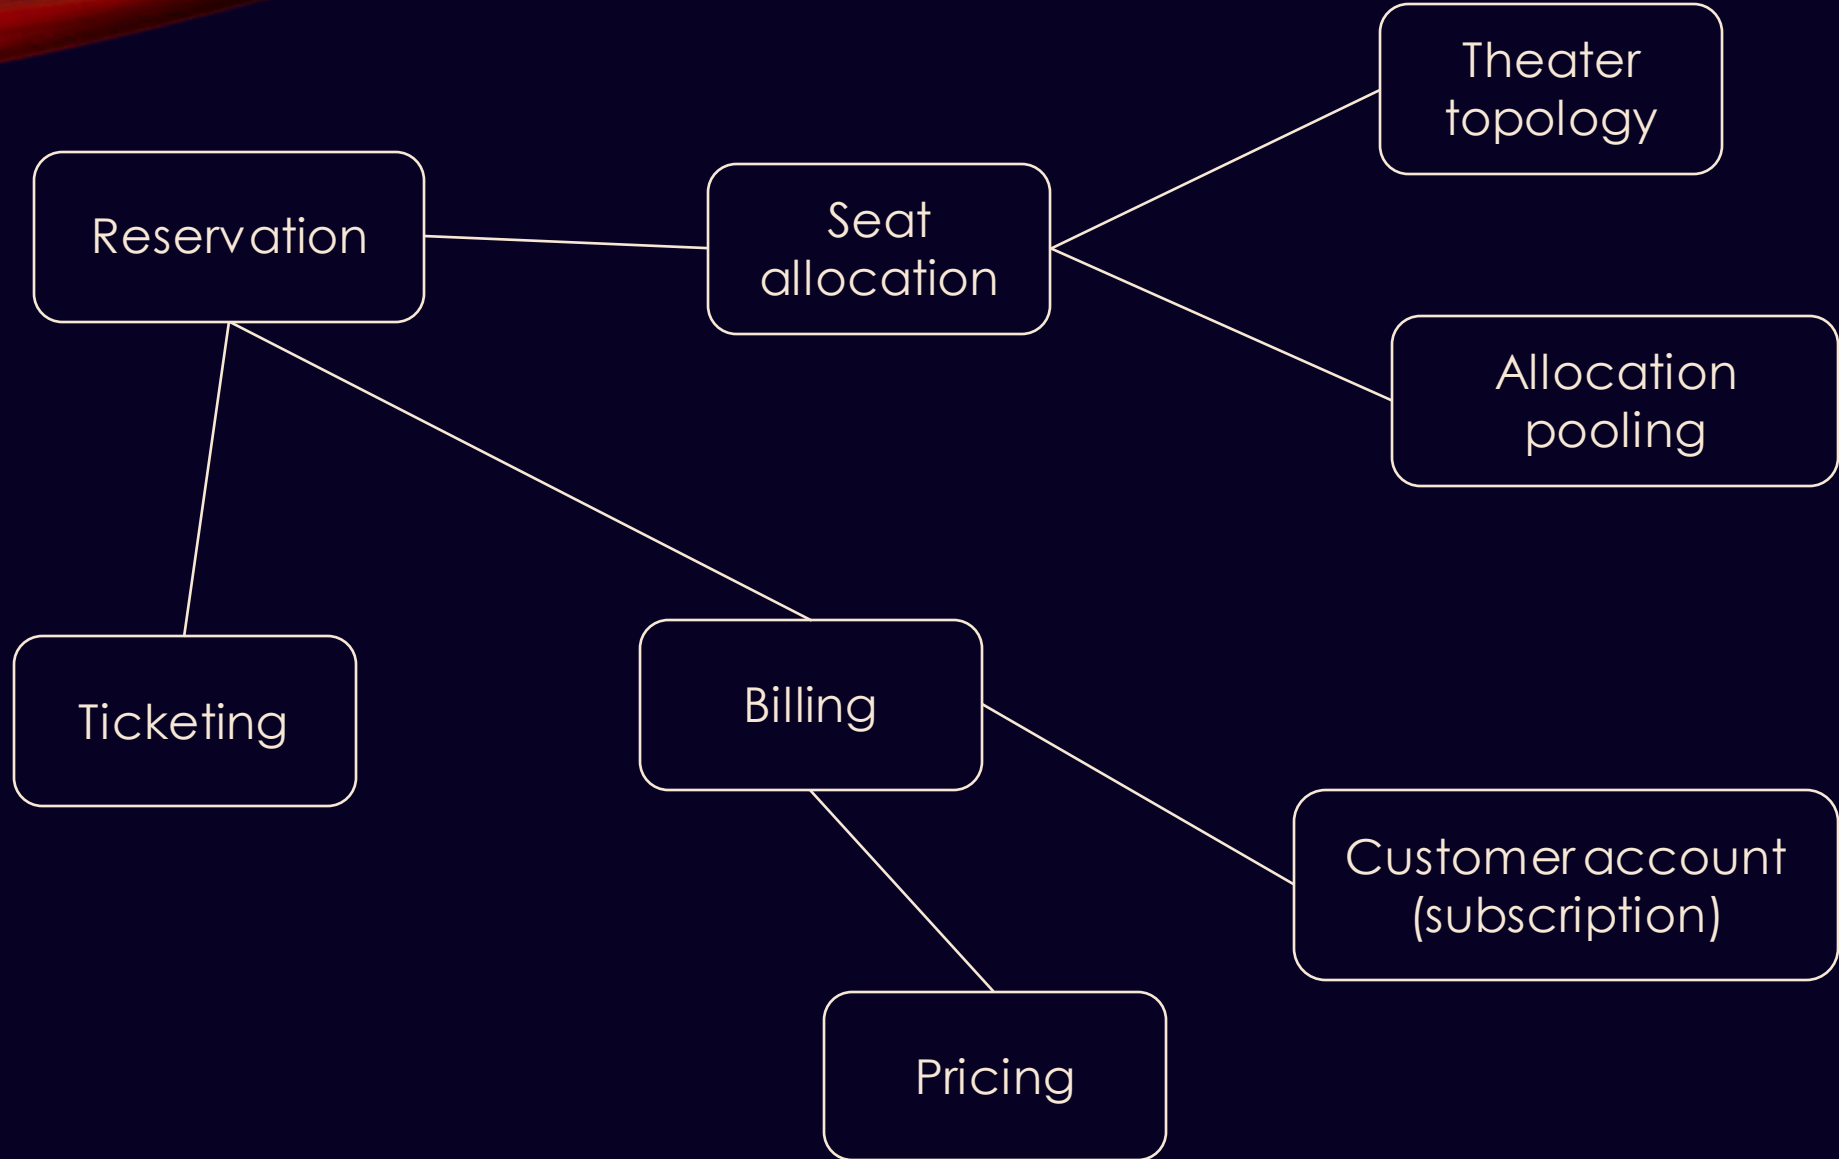 Theater
topology
Reservation
Seat
allocation
Allocation
pooling
Ticketing
Billing
Customer account
(subscription)
Pricing